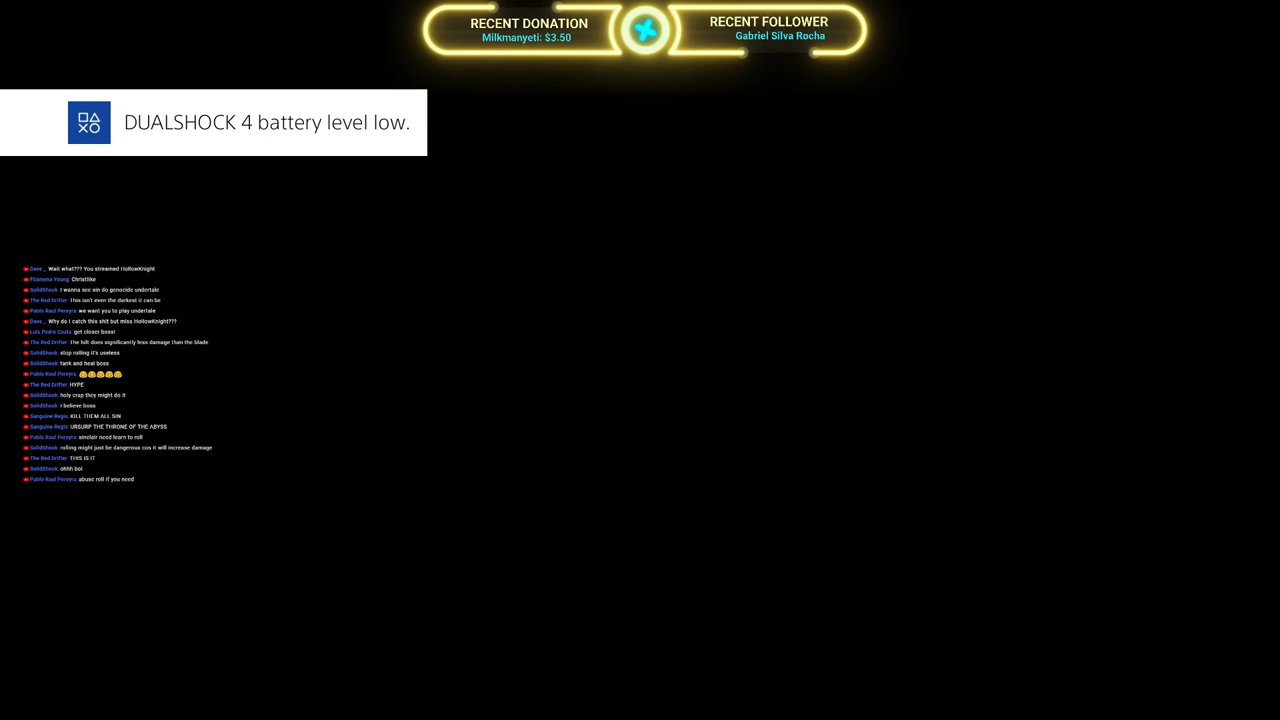 RECENT DONATION
Milkmanyeti: $3.50
RECENT FOLLOWER
Gabriel Silva Rocha
DUALSHOCK 4 battery level low.
Dave _ Wait what??? You streamed HollowKnight
Filamena Young: Christlike
SolidShook: I wanna see sin do genocide undertale
The Red Drifter: This isn't even the darkest it can be
Pablo Raul Pereyra: we want you to play undertale
Dave _ Why do I catch this shit but miss HollowKnight???
Luis Pedro Costa: get closer boss!
The Red Drifter: The hilt does significantly less damage than the blade
SolidShook: stop rolling it's useless
SolidShook: tank and heal boss
Pablo Raul Pereyra:
The Red Drifter: HYPE
SolidShook: holy crap they might do it
SolidShook: I believe boss
Sanguine Regis: KILL THEM ALL SIN
Sanguine Regis: URSURP THE THRONE OF THE ABYSS
Pablo Raul Pereyra: sinclair need learn to roll
SolidShook: rolling might just be dangerous cos it will increase damage
The Red Drifter: THIS IS IT
SolidShook: ohhh boi
Pablo Raul Pereyra: abuse roll if you need